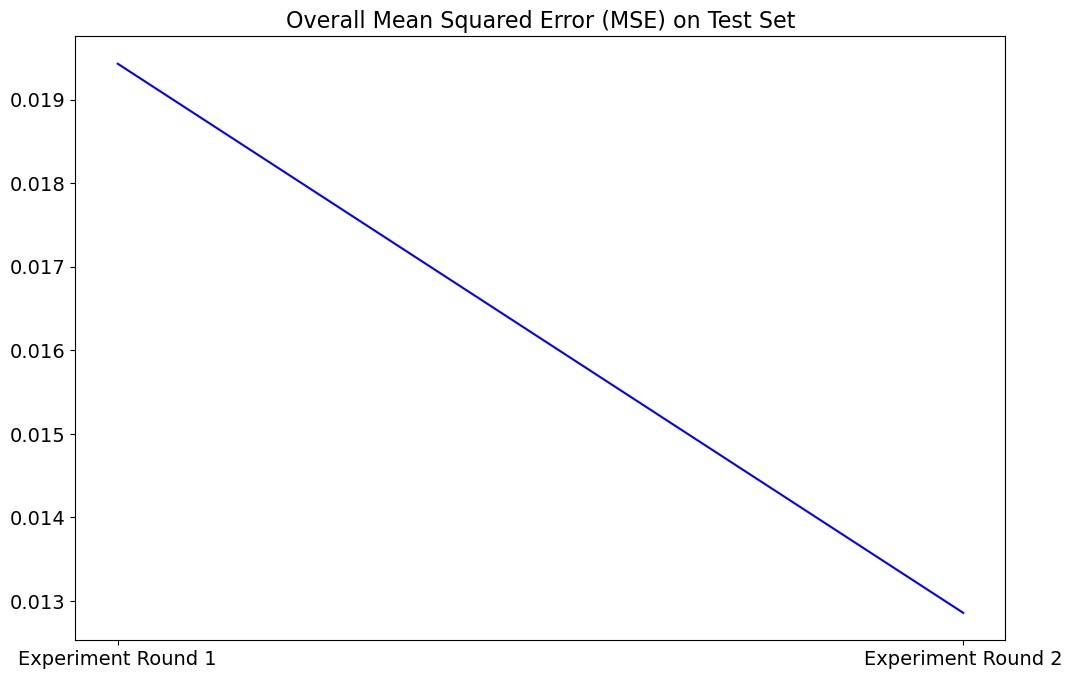 Overall Mean Squared Error (MSE) on Test Set
0.019
0.018
0.017
0.016
0.015
0.014
0.013
Experiment Round 1
Experiment Round 2